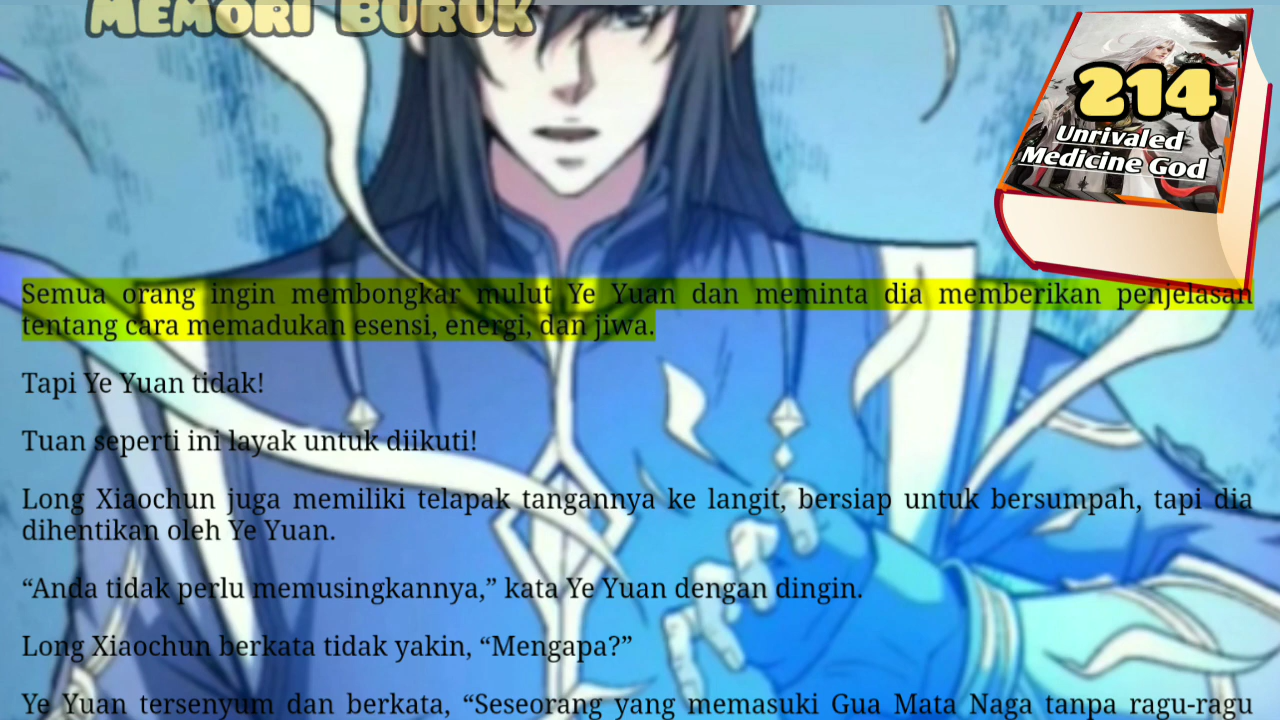 MEMORI BURUK
214
Unrivaled
Medicine God
Semua orang ingin membongkar mulut Ye Yuan dan meminta dia memberikan penjelasan
tentang cara memadukan esensi, energi, dan jiwa.
Tapi Ye Yuan tidak!
Tuan seperti ini layak untuk diikuti!
Long Xiaochun juga memiliki telapak tangannya ke langit, bersiap untuk bersumpah, tapi dia
dihentikan oleh Ye Yuan.
“Anda tidak perlu memusingkannya,” kata Ye Yuan dengan dingin.
Long Xiaochun berkata tidak yakin, “Mengapa?”
Ye Yuan tersenyum dan berkata, “Seseorang yang memasuki Gua Mata Naga tanpa ragu-ragu